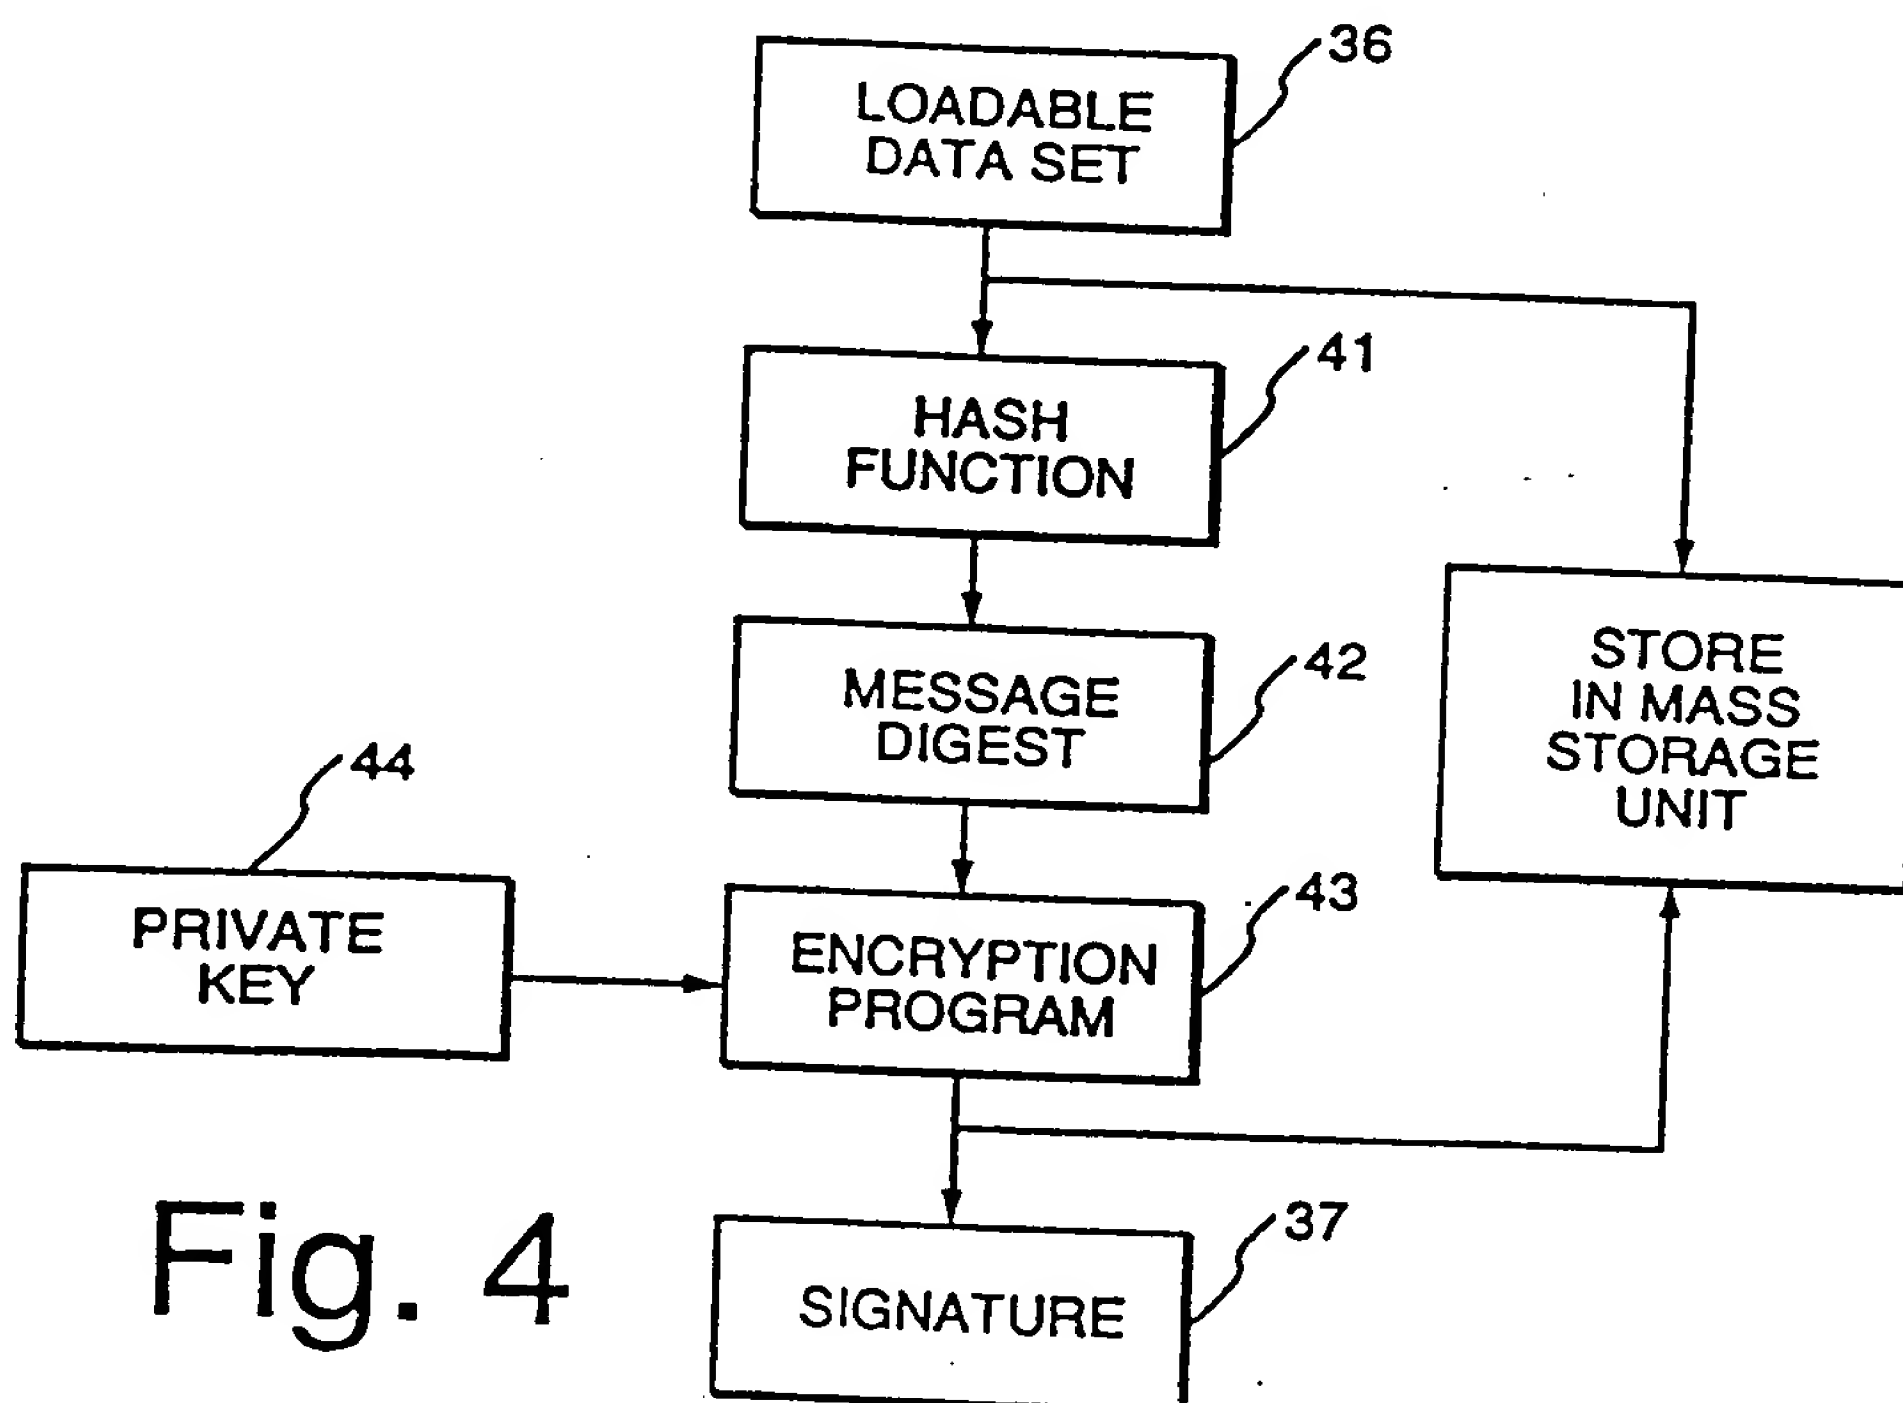 36
LOADABLE
DATA SET
41
HASH
FUNCTION
42
MESSAGE
DIGEST
STORE
IN MASS
STORAGE
UNIT
44
PRIVATE
KEY
43
ENCRYPTION
PROGRAM
37
SIGNATURE
Fig. 4